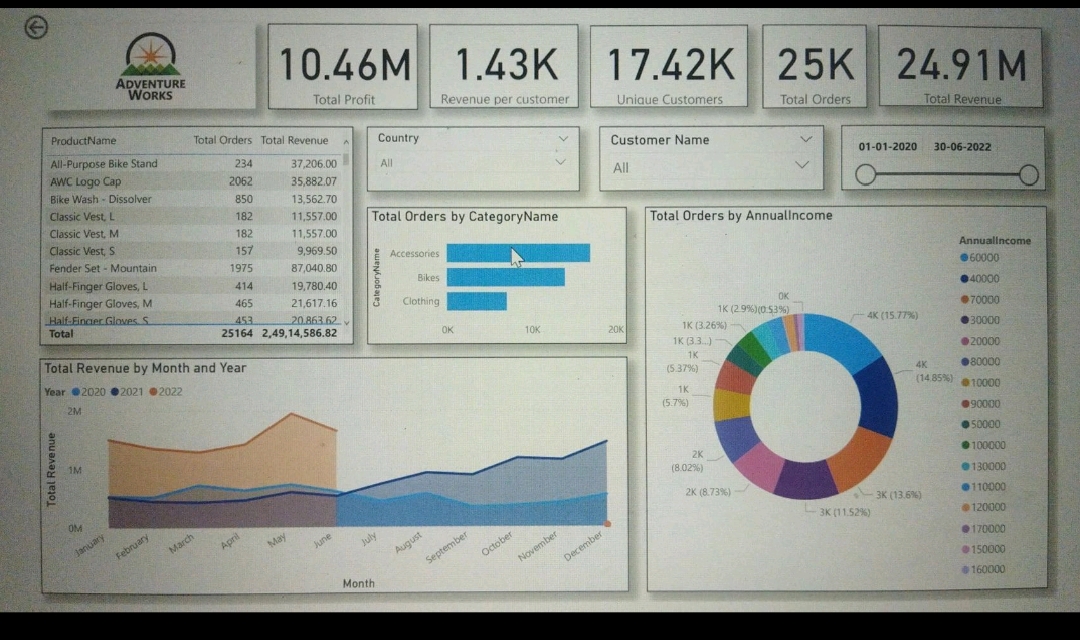 ADVENTURE
WORKS
10.46M
Total Profit
1.43K
Revenue per customer
17.42K
Unique Customers
25K
Total Orders
24.91M
Total Revenue
ProductName Total Orders Total Revenue
All-Purpose Bike Stand 234 37,206.00
AWC Logo Cap 2062 35,882.07
Bike Wash - Dissolver 850 13,562.70
Classic Vest, L 182 11,557.00
Classic Vest, M 182 11,557.00
Classic Vest, S 157 9,969.50
Fender Set - Mountain 1975 87,040.80
Half-Finger Gloves, L 414 19,780.40
Half-Finger Gloves, M 465 21,617.16
Half-Finger Gloves, S 453 20,863.62
Total 25164 2,49,14,586.82
Country
All
Customer Name
All
01-01-2020 30-06-2022
Total Orders by CategoryName
CategoryName
Accessories
Bikes
Clothing
0K 10K 20K
Total Orders by AnnualIncome
0K
1K (2.9%) (0.53%)
1K (3.26%)
1K (3.3...)
1K
(5.37%)
1K
(5.7%)
2K
(8.02%)
2K (8.73%)
3K (11.52%)
3K (13.6%)
4K
(14.85%)
4K (15.77%)
AnnualIncome
60000
40000
70000
30000
20000
80000
10000
90000
50000
100000
130000
110000
120000
170000
150000
160000
Total Revenue by Month and Year
Year 2020 2021 2022
Total Revenue
2M
1M
0M
January February March April May June July August September October November December
Month